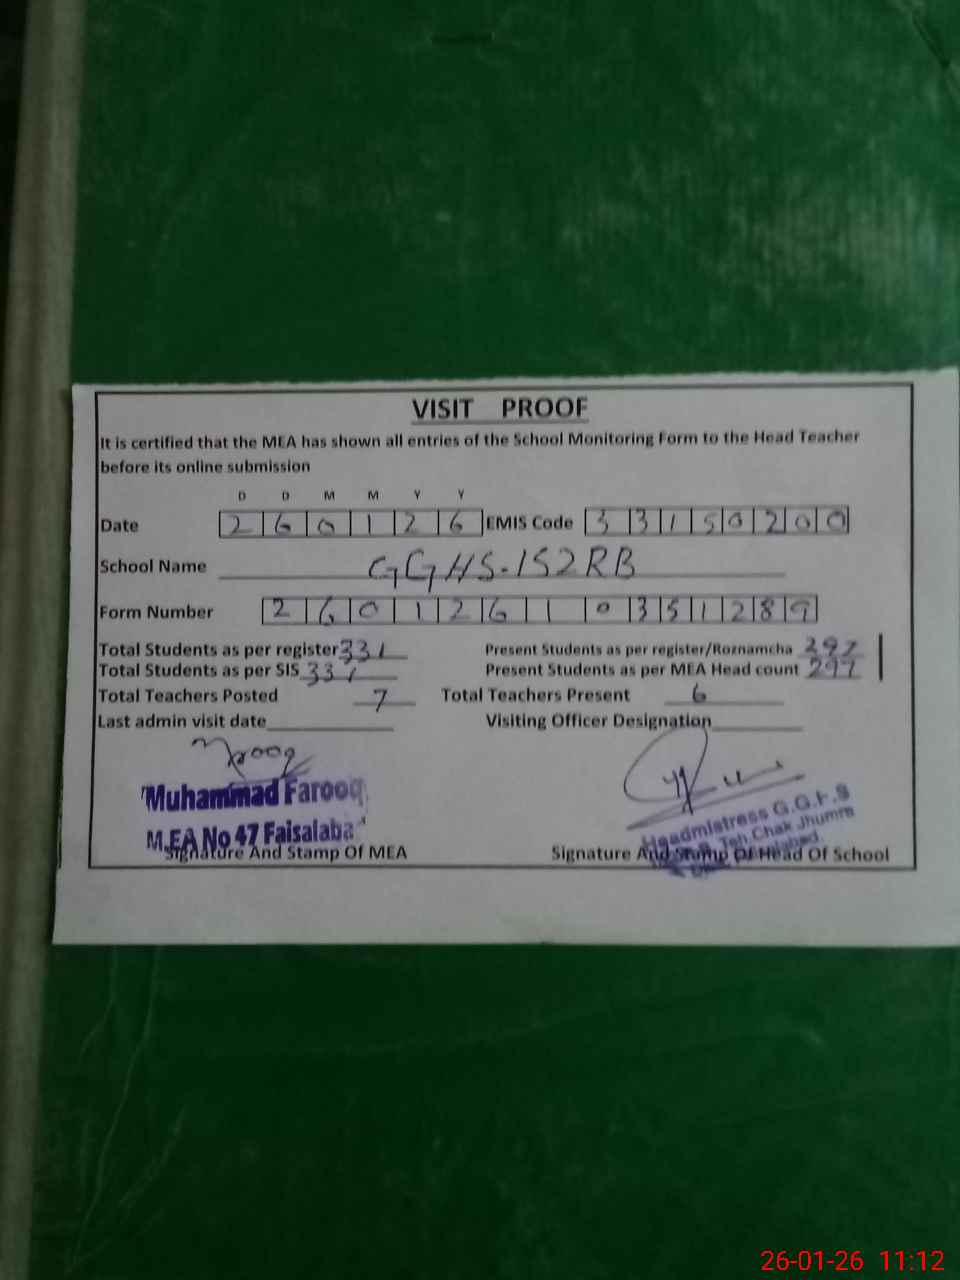 VISIT PROOF
It is certified that the MEA has shown all entries of the School Monitoring Form to the Head Teacher
before its online submission
D D M M Y Y
Date 2 6 0 1 2 6 EMIS Code 3 3 1 5 0 2 0 0
School Name GGHS-152RB
Form Number 2 6 0 1 2 6 1 0 3 5 1 2 8 9
Total Students as per register 331 Present Students as per register/Roznamcha 297
Total Students as per SIS 331 Present Students as per MEA Head count 297
Total Teachers Posted 7 Total Teachers Present 6
Last admin visit date Visiting Officer Designation
Farooq
Muhammad Farooq
M.EA No 47 Faisalabad
Signature And Stamp Of MEA
Headmistress G.G.H.S
Teh Chak Jhumra
Signature And Stamp Of Head Of School
26-01-26 11:12